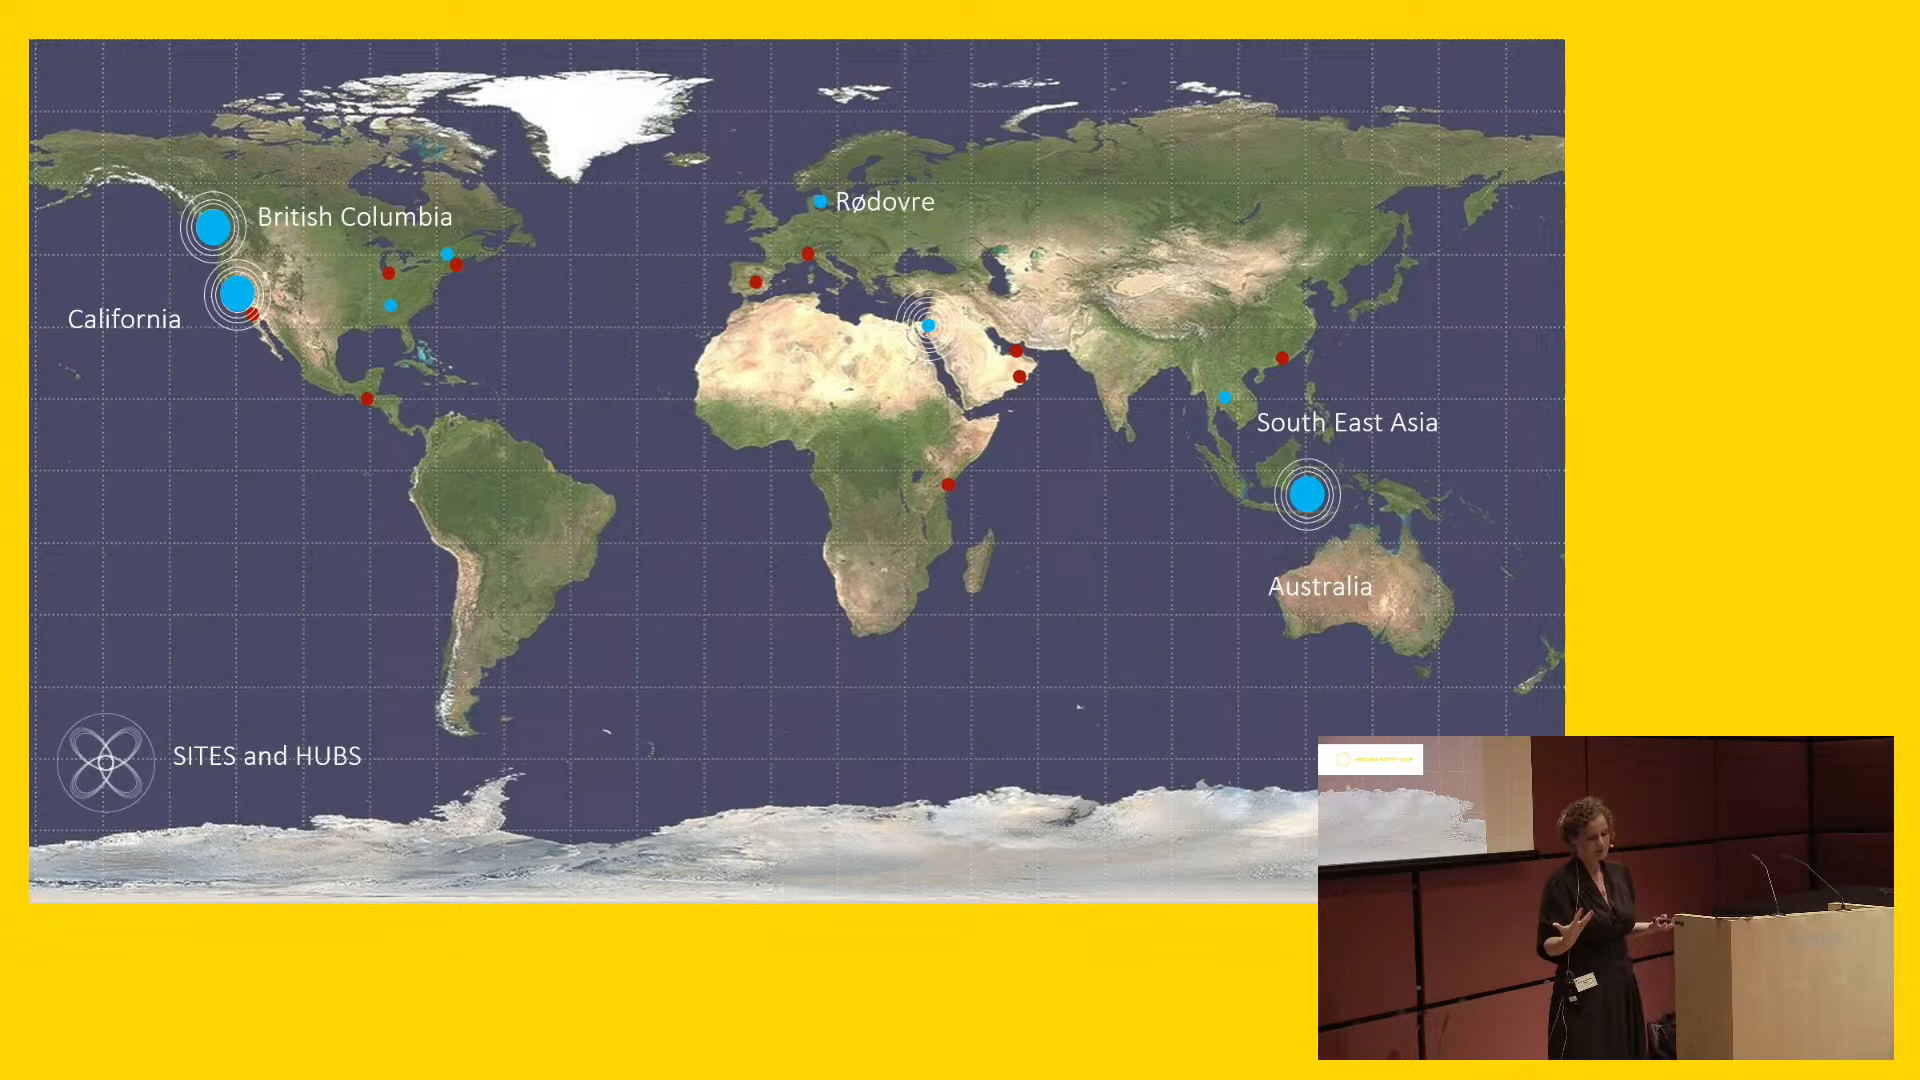 Rødovre
British Columbia
California
South East Asia
Australia
SITES and HUBS